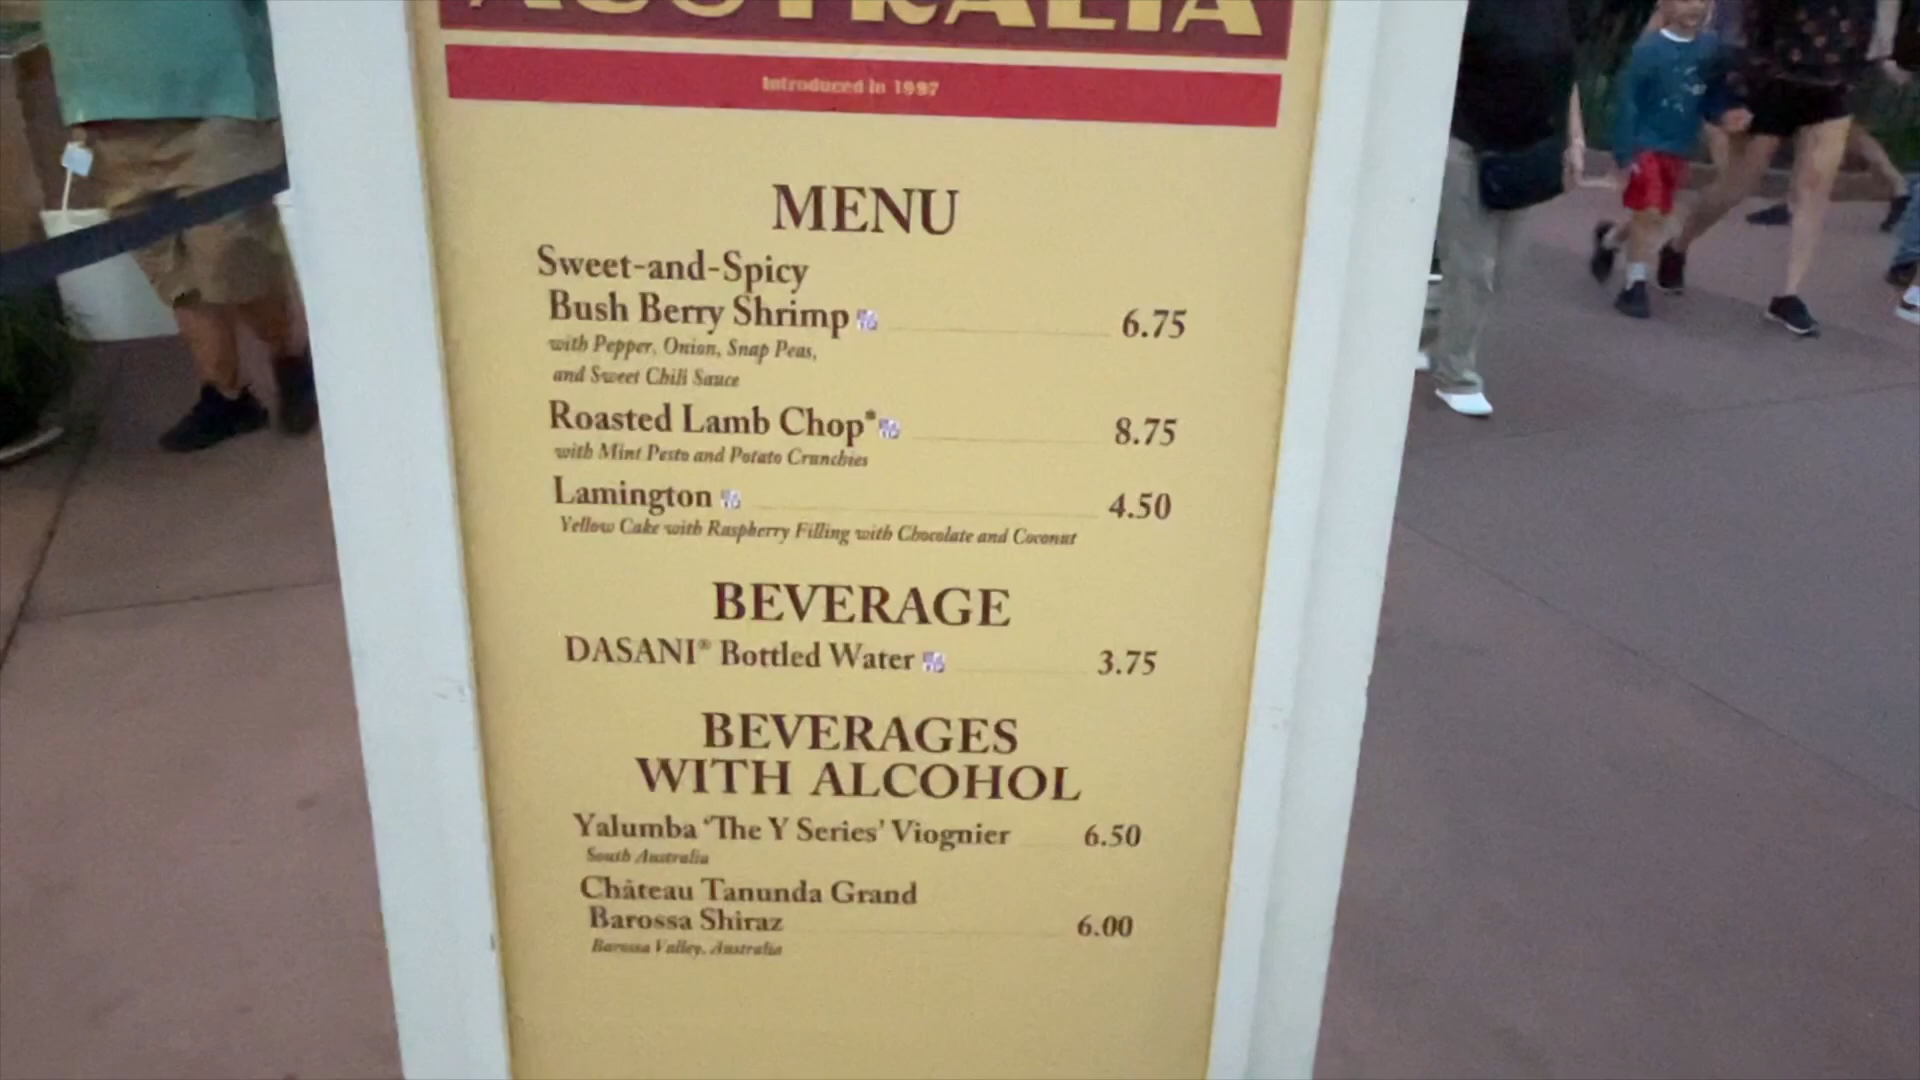 AUSTRALIA
Introduced in 1997
MENU
Sweet-and-Spicy
Bush Berry Shrimp 6.75
with Pepper, Onion, Snap Peas,
and Sweet Chili Sauce
Roasted Lamb Chop* 8.75
with Mint Pesto and Potato Crunchies
Lamington 4.50
Yellow Cake with Raspberry Filling with Chocolate and Coconut
BEVERAGE
DASANI® Bottled Water 3.75
BEVERAGES
WITH ALCOHOL
Yalumba 'The Y Series' Viognier 6.50
South Australia
Château Tanunda Grand
Barossa Shiraz 6.00
Barossa Valley, Australia